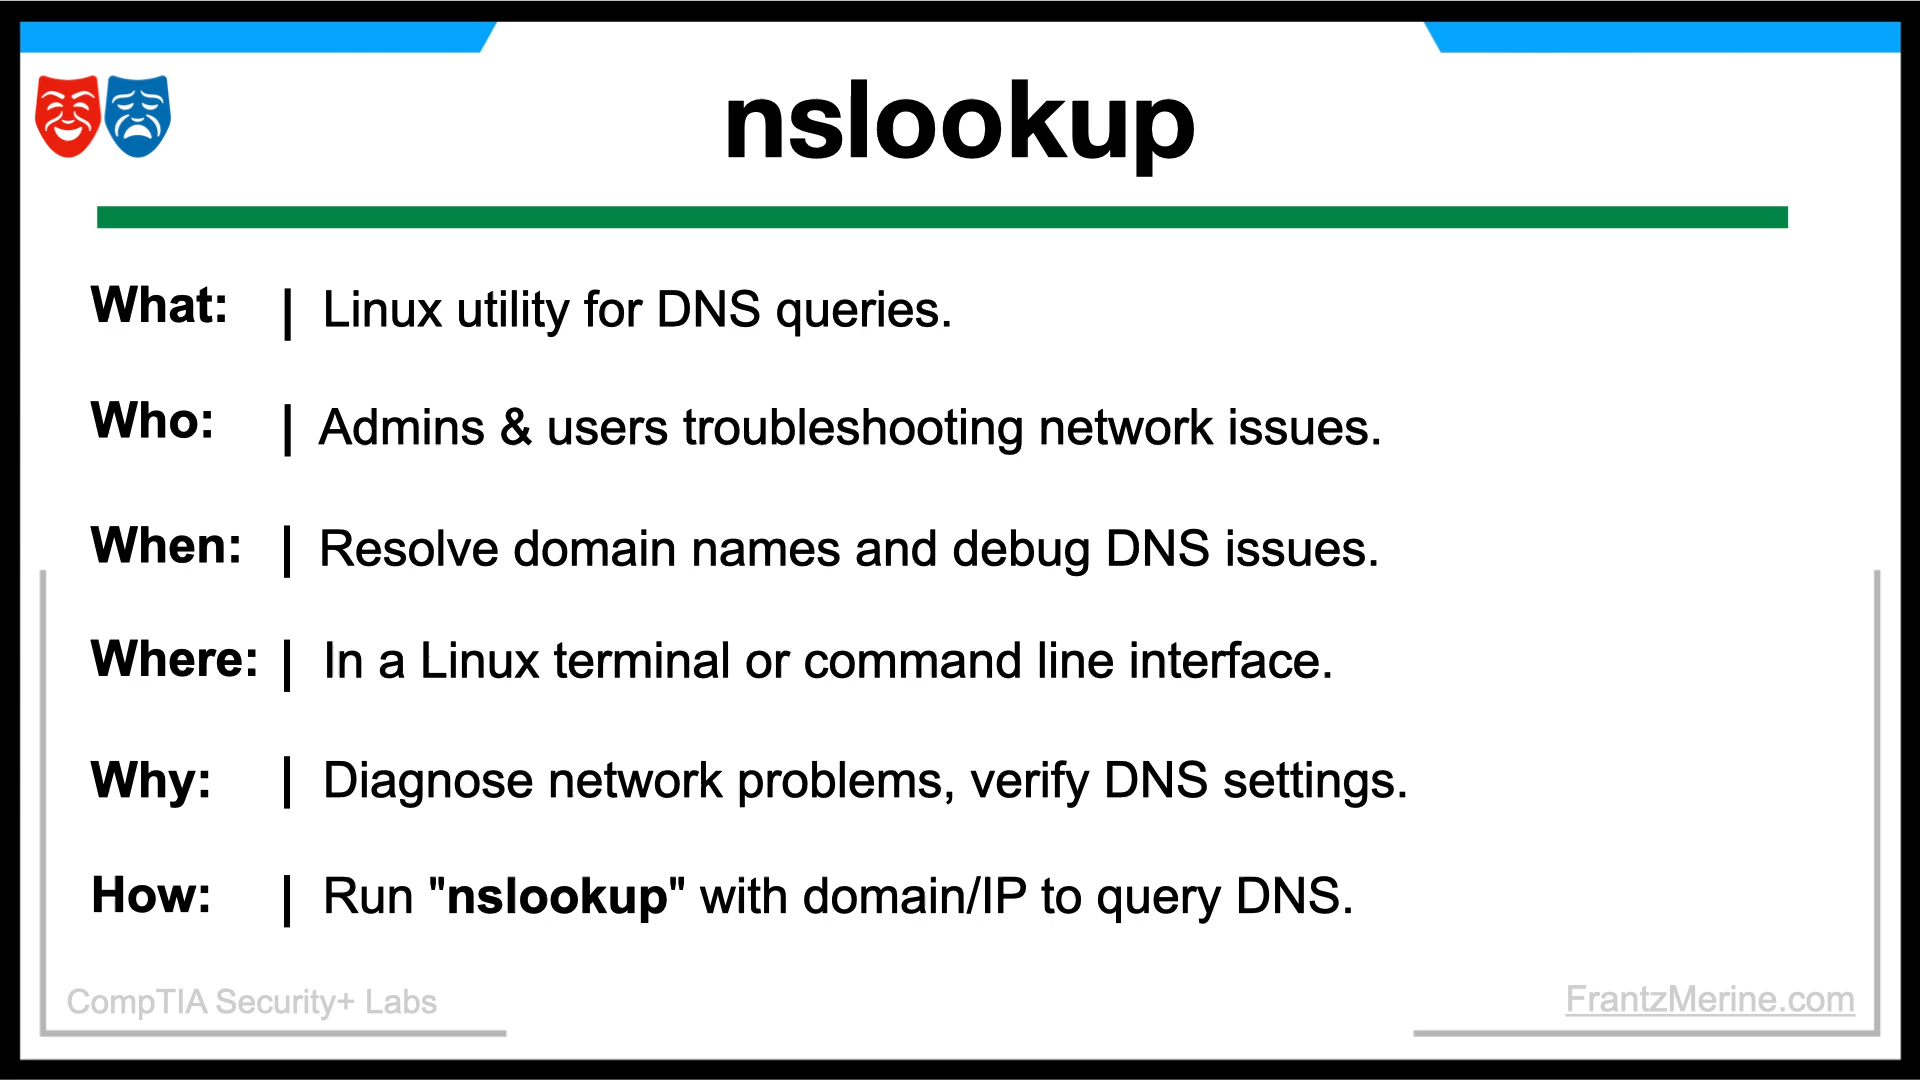 nslookup
What: | Linux utility for DNS queries.
Who: | Admins & users troubleshooting network issues.
When: | Resolve domain names and debug DNS issues.
Where: | In a Linux terminal or command line interface.
Why: | Diagnose network problems, verify DNS settings.
How: | Run "nslookup" with domain/IP to query DNS.
CompTIA Security+ Labs
FrantzMerine.com